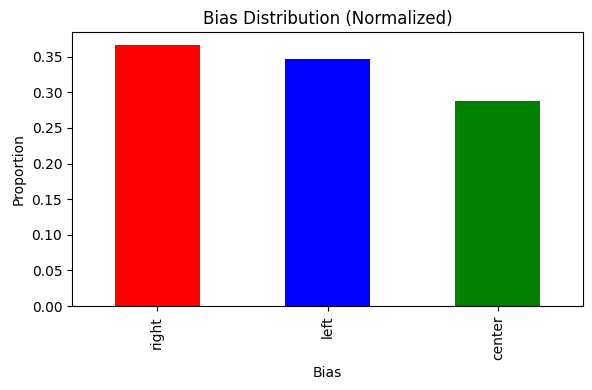 Bias Distribution (Normalized)
Proportion
0.35
0.30
0.25
0.20
0.15
0.10
0.05
0.00
right
left
center
Bias